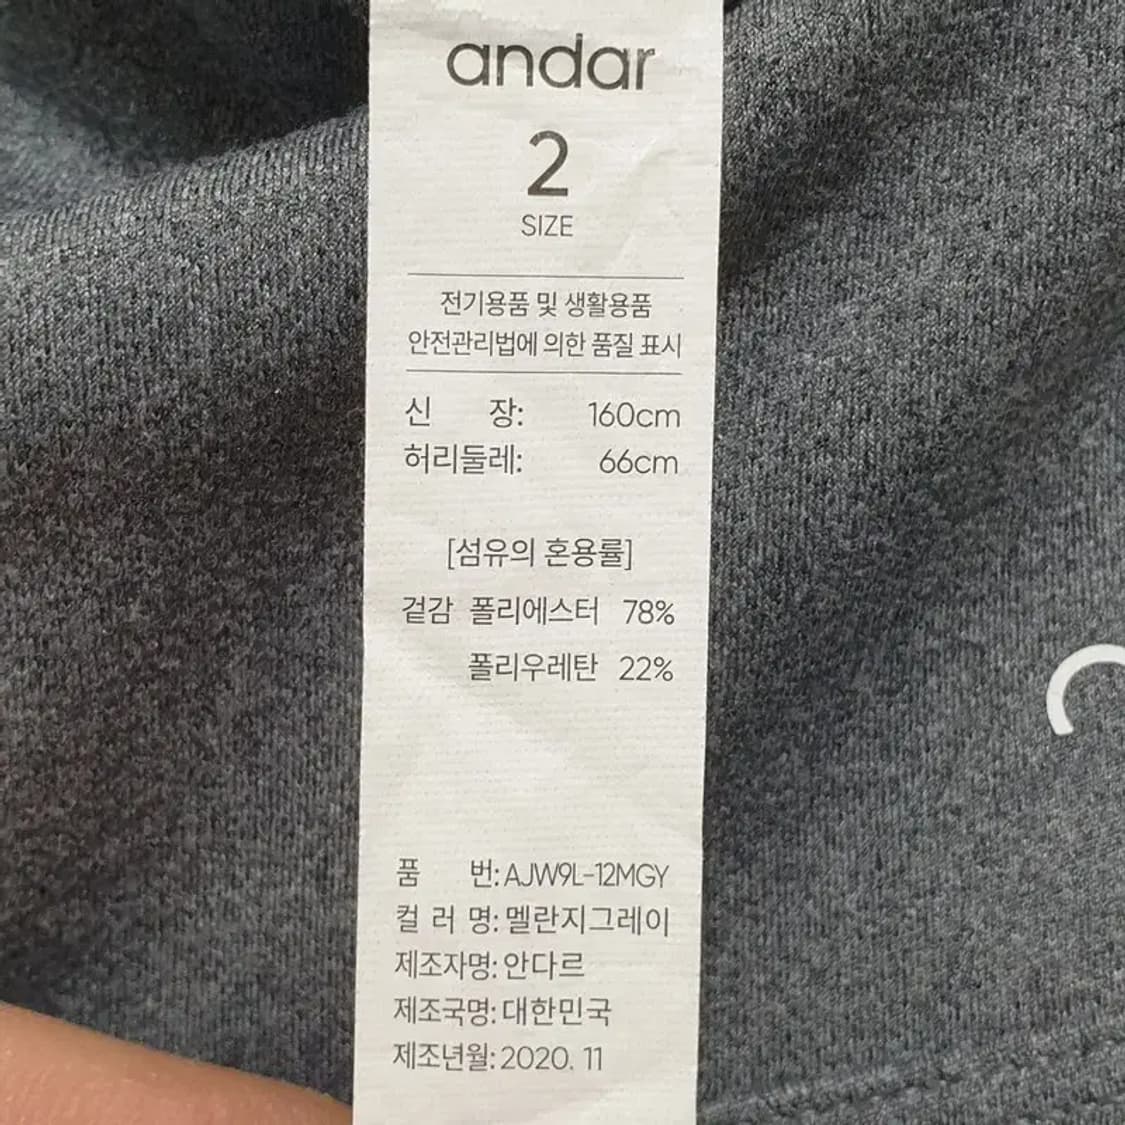 andar
2
SIZE
전기용품 및 생활용품
안전관리법에 의한 품질 표시
신 장: 160cm
허리둘레: 66cm
[섬유의 혼용률]
겉감 폴리에스터 78%
폴리우레탄 22%
품 번: AJW9L-12MGY
컬 러 명: 멜란지그레이
제조자명: 안다르
제조국명: 대한민국
제조년월: 2020. 11